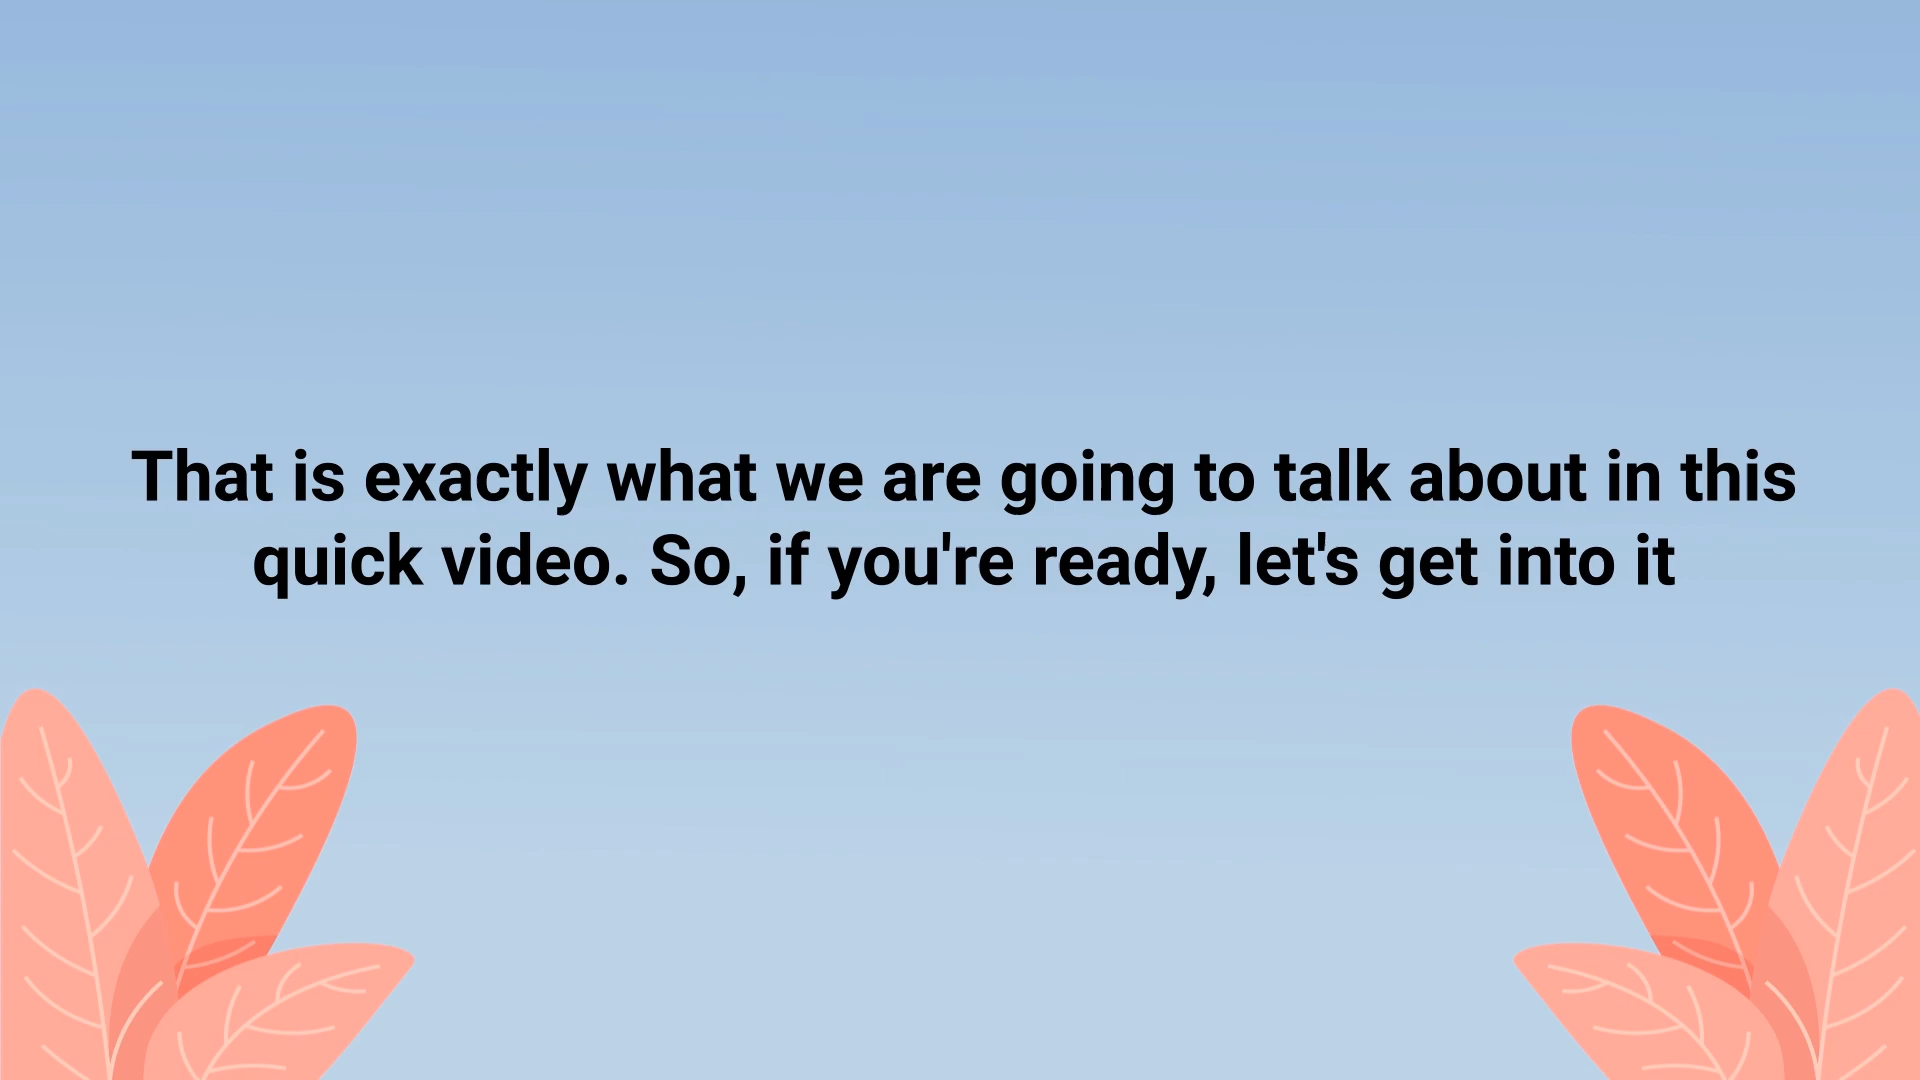 That is exactly what we are going to talk about in this
quick video. So, if you're ready, let's get into it